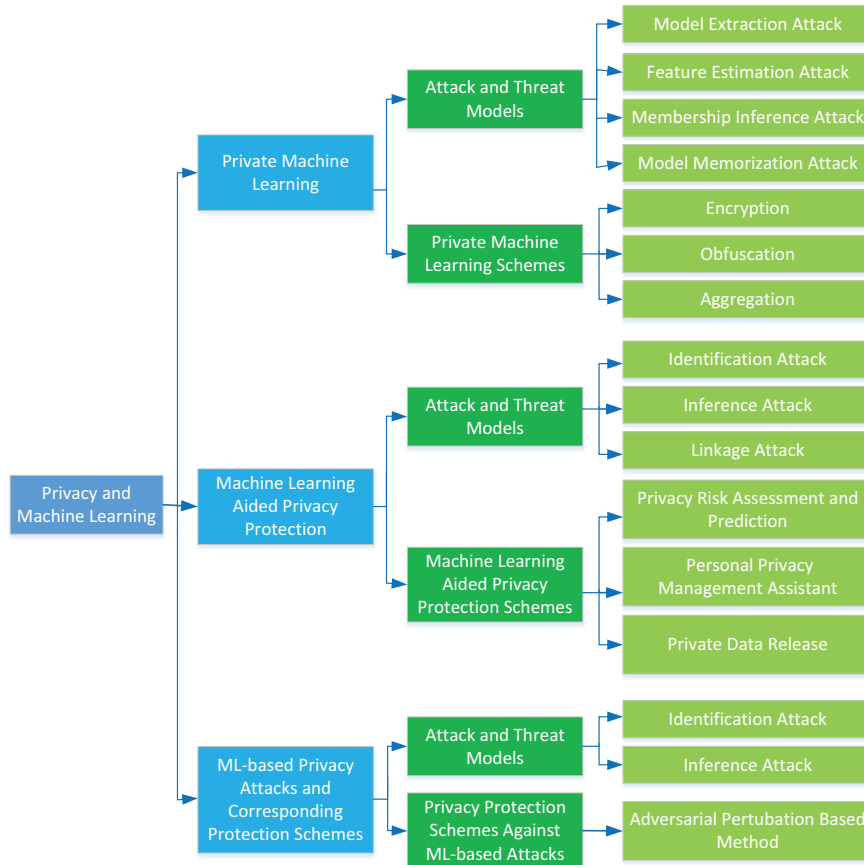 Privacy and
Machine Learning
Private Machine
Learning
Attack and Threat
Models
Model Extraction Attack
Feature Estimation Attack
Membership Inference Attack
Model Memorization Attack
Private Machine
Learning Schemes
Encryption
Obfuscation
Aggregation
Machine Learning
Aided Privacy
Protection
Attack and Threat
Models
Identification Attack
Inference Attack
Linkage Attack
Machine Learning
Aided Privacy
Protection Schemes
Privacy Risk Assessment and
Prediction
Personal Privacy
Management Assistant
Private Data Release
ML-based Privacy
Attacks and
Corresponding
Protection Schemes
Attack and Threat
Models
Identification Attack
Inference Attack
Privacy Protection
Schemes Against
ML-based Attacks
Adversarial Pertubation Based
Method